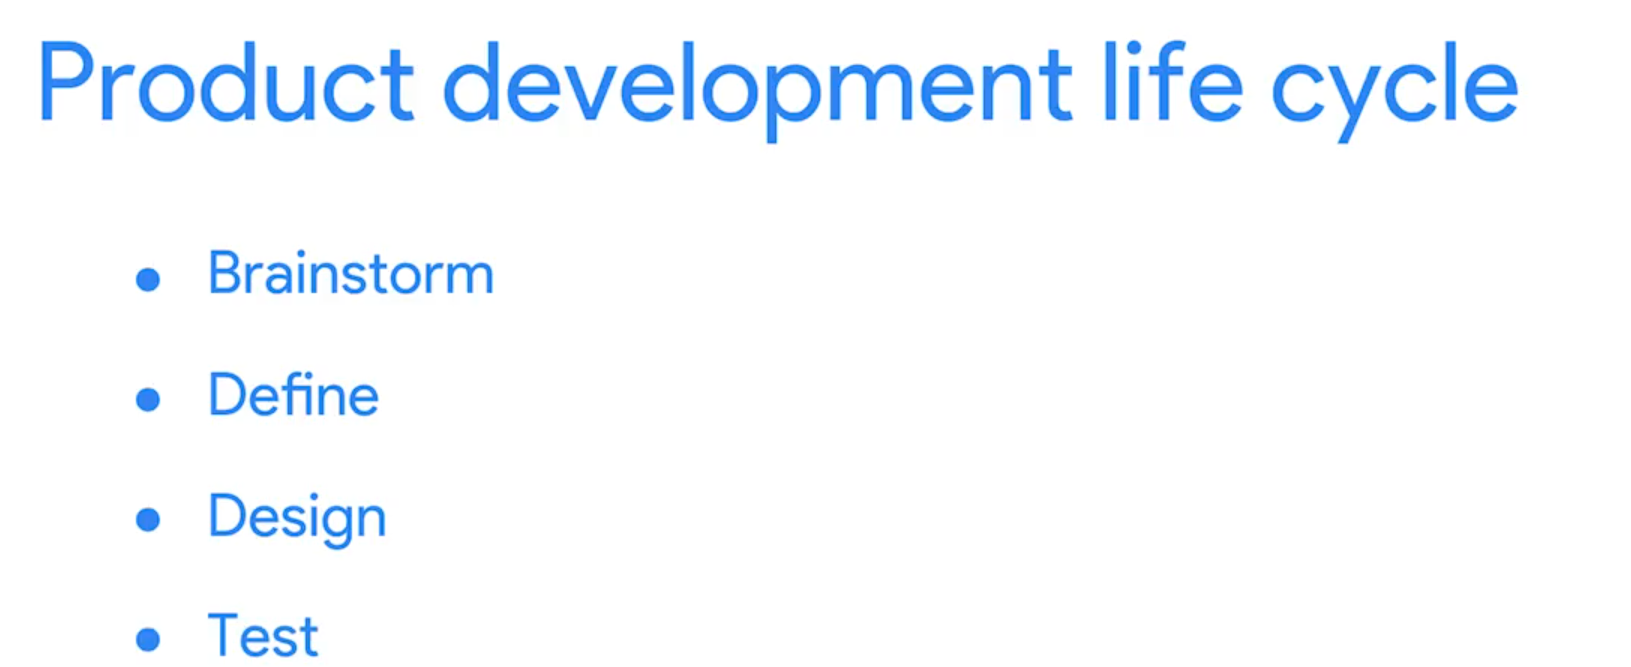 Product development life cycle
● Brainstorm
● Define
● Design
● Test